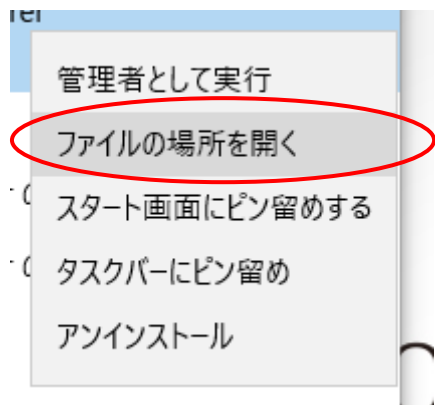 管理者として実行
ファイルの場所を開く
スタート画面にピン留めする
タスクバーにピン留め
アンインストール